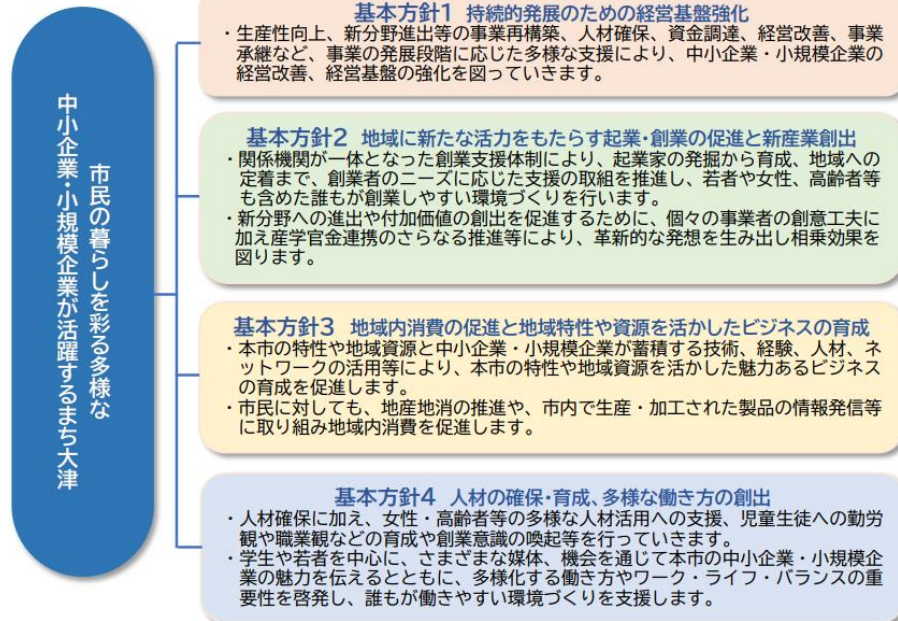 市民の暮らしを彩る多様な
中小企業・小規模企業が活躍するまち大津
基本方針1 持続的発展のための経営基盤強化
・生産性向上、新分野進出等の事業再構築、人材確保、資金調達、経営改善、事業
承継など、事業の発展段階に応じた多様な支援により、中小企業・小規模企業の
経営改善、経営基盤の強化を図っていきます。
基本方針2 地域に新たな活力をもたらす起業・創業の促進と新産業創出
・関係機関が一体となった創業支援体制により、起業家の発掘から育成、地域への
定着まで、創業者のニーズに応じた支援の取組を推進し、若者や女性、高齢者等
も含めた誰もが創業しやすい環境づくりを行います。
・新分野への進出や付加価値の創出を促進するために、個々の事業者の創意工夫に
加え産学官金連携のさらなる推進等により、革新的な発想を生み出し相乗効果を
図ります。
基本方針3 地域内消費の促進と地域特性や資源を活かしたビジネスの育成
・本市の特性や地域資源と中小企業・小規模企業が蓄積する技術、経験、人材、ネ
ットワークの活用等により、本市の特性や地域資源を活かした魅力あるビジネス
の育成を促進します。
・市民に対しても、地産地消の推進や、市内で生産・加工された製品の情報発信等
に取り組み地域内消費を促進します。
基本方針4 人材の確保・育成、多様な働き方の創出
・人材確保に加え、女性・高齢者等の多様な人材活用への支援、児童生徒への勤労
観や職業観などの育成や創業意識の喚起等を行っていきます。
・学生や若者を中心に、さまざまな媒体、機会を通じて本市の中小企業・小規模企
業の魅力を伝えるとともに、多様化する働き方やワーク・ライフ・バランスの重
要性を啓発し、誰もが働きやすい環境づくりを支援します。